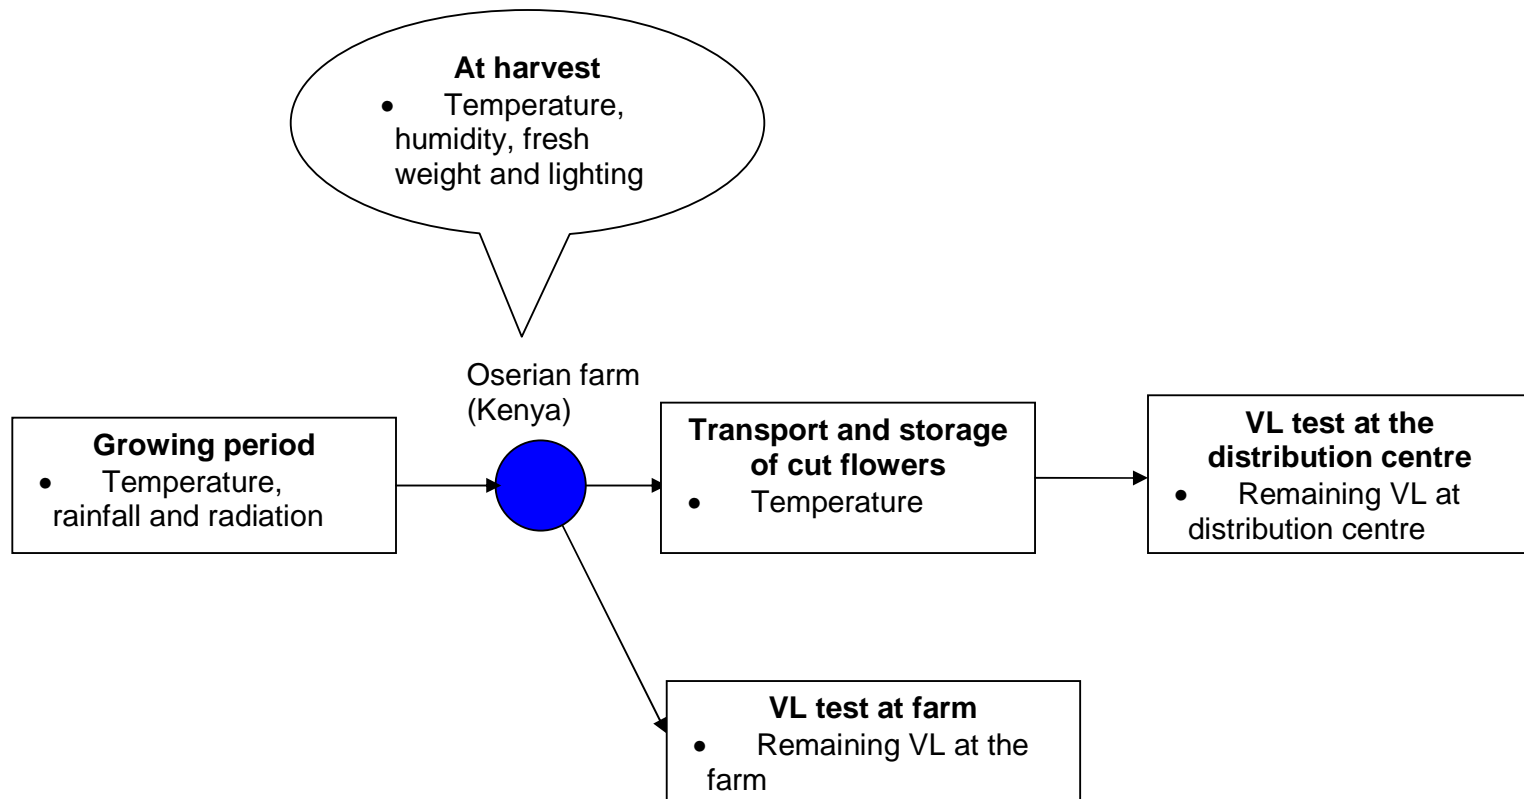 At harvest
• Temperature,
humidity, fresh
weight and lighting
Oserian farm
(Kenya)
Growing period
• Temperature,
rainfall and radiation
Transport and storage
of cut flowers
• Temperature
VL test at the
distribution centre
• Remaining VL at
distribution centre
VL test at farm
• Remaining VL at the
farm